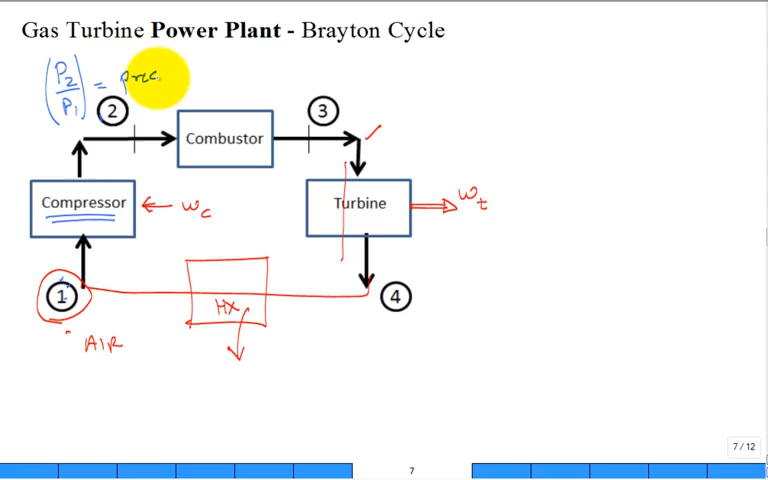 Gas Turbine Power Plant - Brayton Cycle
(P2/P1) =
2
3
Combustor
Compressor
Wc
Turbine
Wt
1
HX
4
AIR
7/12
7